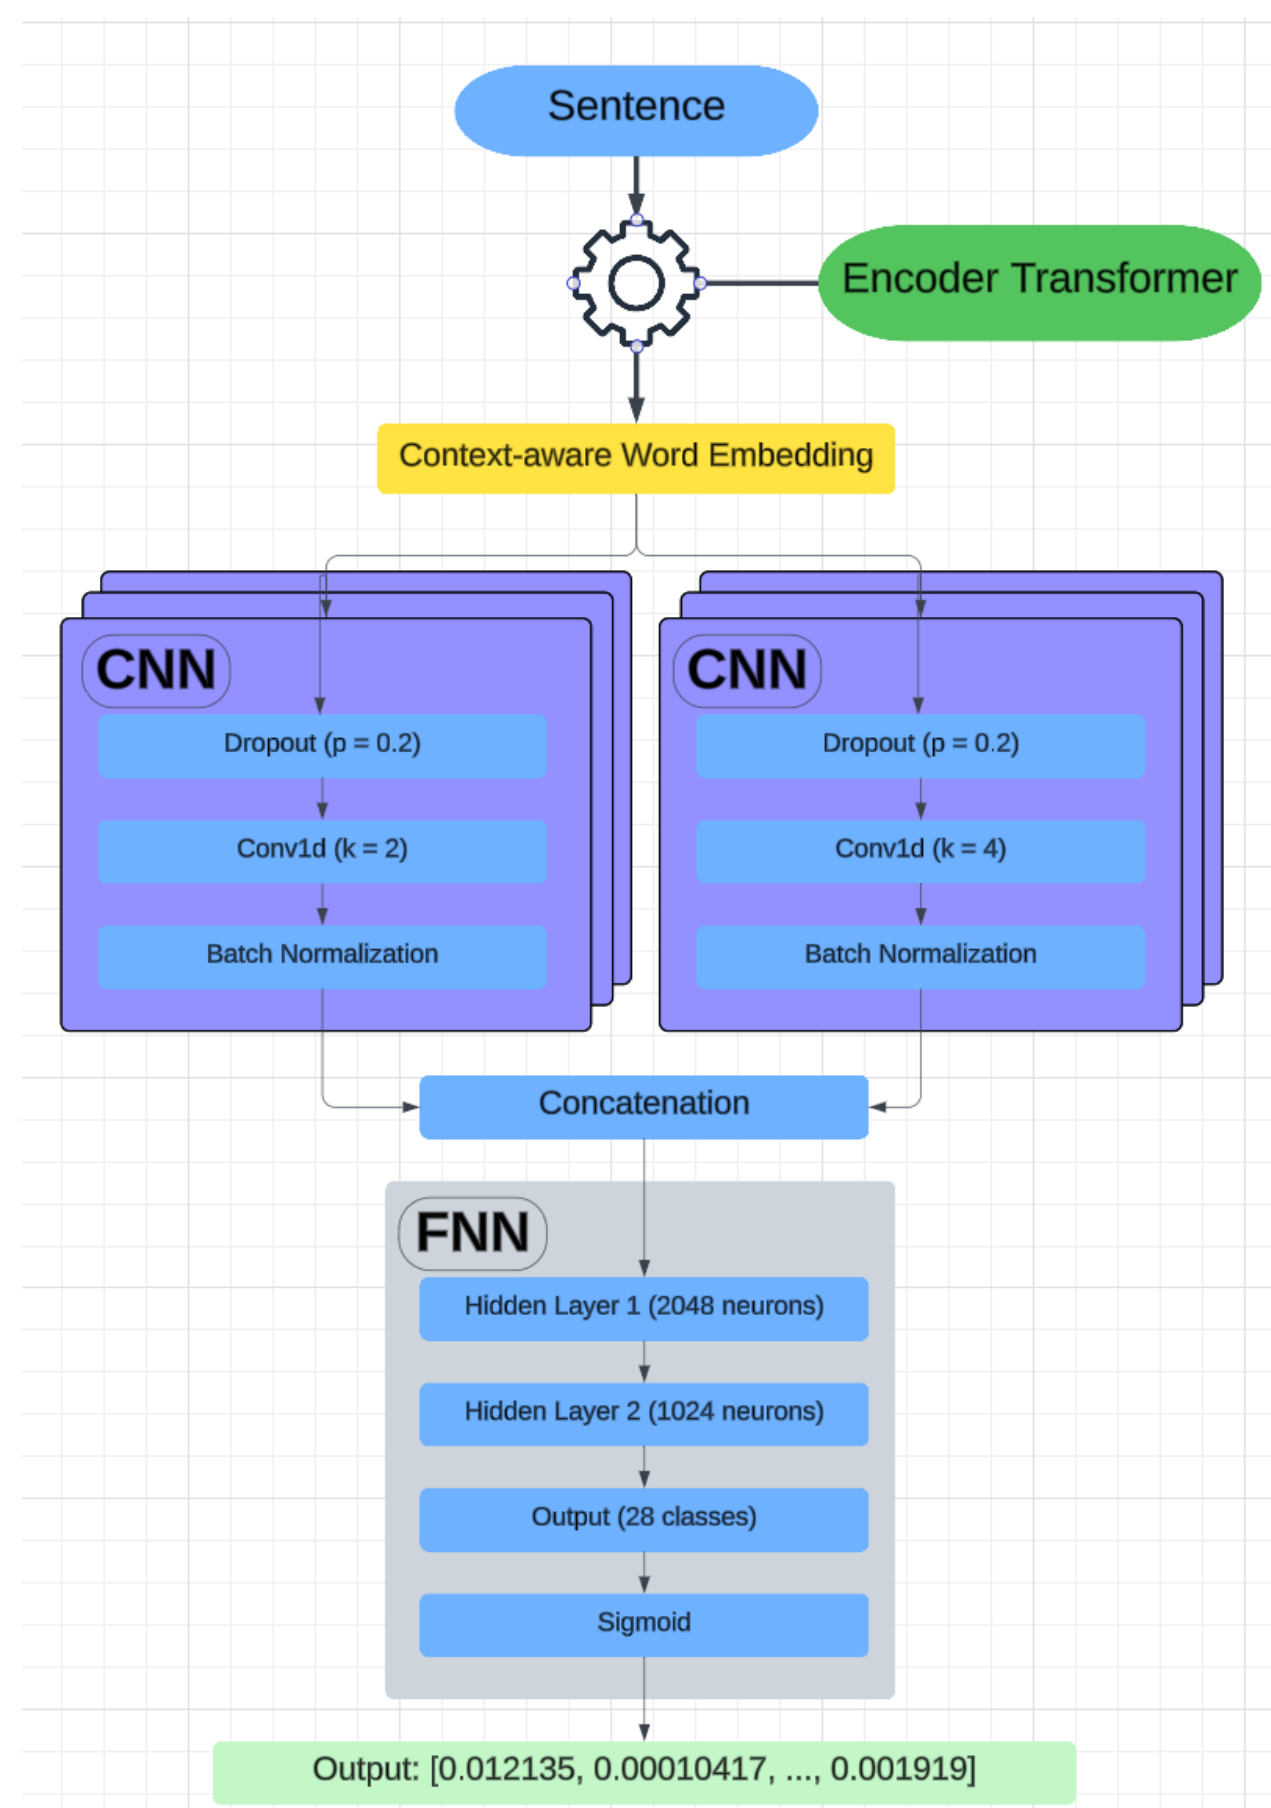 Sentence
Encoder Transformer
Context-aware Word Embedding
CNN
Dropout (p = 0.2)
Conv1d (k = 2)
Batch Normalization
CNN
Dropout (p = 0.2)
Conv1d (k = 4)
Batch Normalization
Concatenation
FNN
Hidden Layer 1 (2048 neurons)
Hidden Layer 2 (1024 neurons)
Output (28 classes)
Sigmoid
Output: [0.012135, 0.00010417, ..., 0.001919]